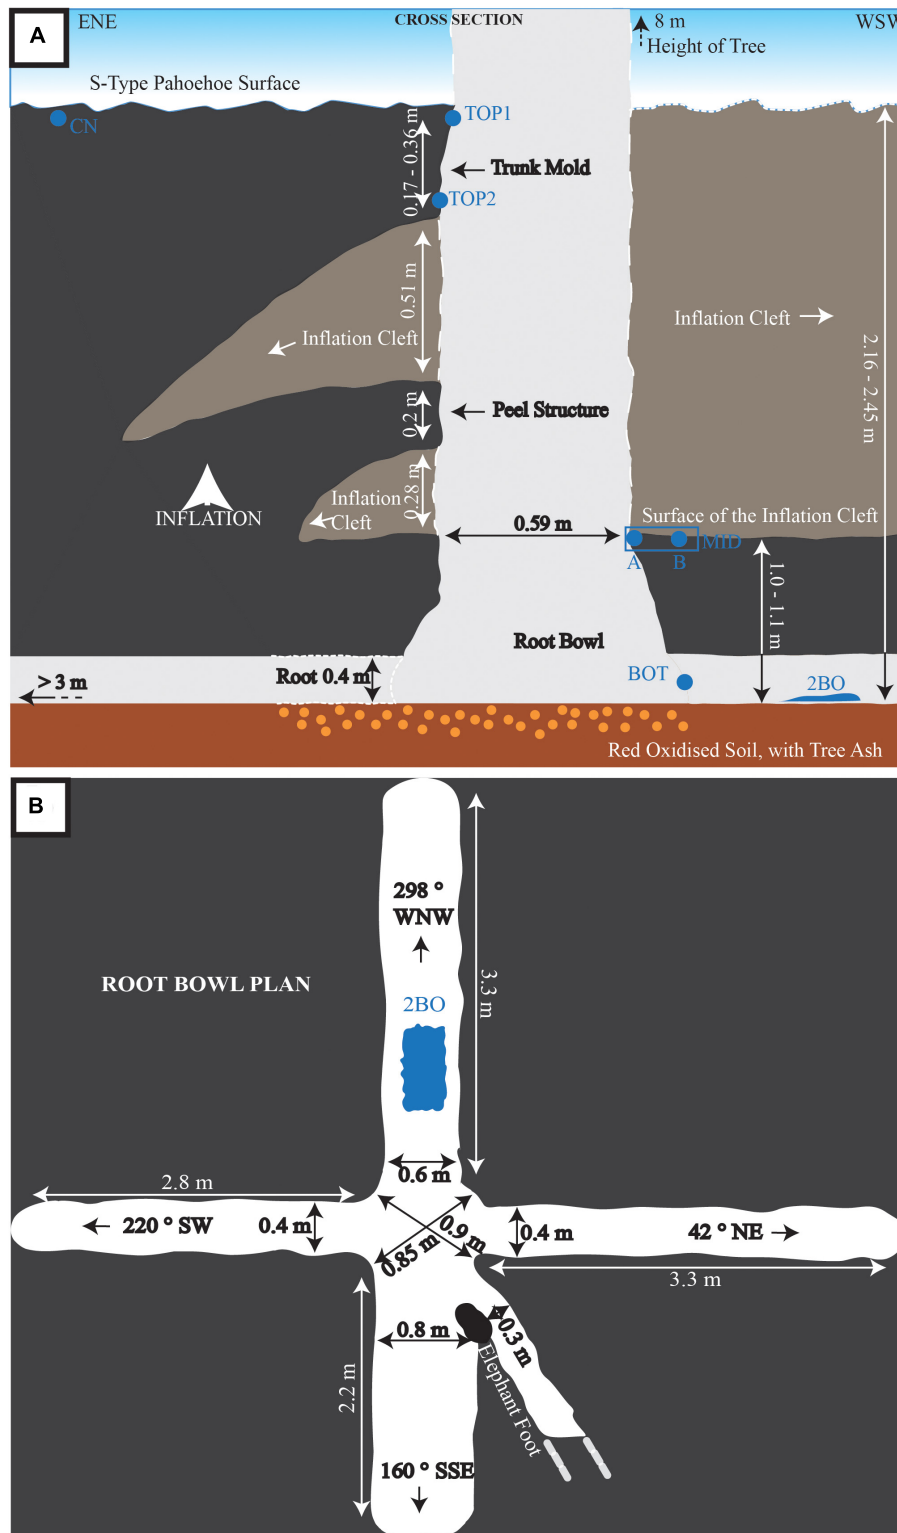 A
ENE
CROSS SECTION
WSW
8 m
Height of Tree
S-Type Pahoehoe Surface
CN
TOP1
0.17 - 0.36 m
Trunk Mold
TOP2
0.51 m
Inflation Cleft
Inflation Cleft
2.16 - 2.45 m
0.2 m
Peel Structure
0.28 m
Inflation
Cleft
INFLATION
Surface of the Inflation Cleft
0.59 m
MID
A
B
1.0 - 1.1 m
Root Bowl
Root 0.4 m
> 3 m
BOT
2BO
Red Oxidised Soil, with Tree Ash
B
298 °
WNW
ROOT BOWL PLAN
3.3 m
2BO
0.6 m
2.8 m
220 ° SW
0.4 m
0.9 m
0.85 m
0.4 m
42 ° NE
3.3 m
0.8 m
0.3 m
Elephant Foot
2.2 m
160 ° SSE